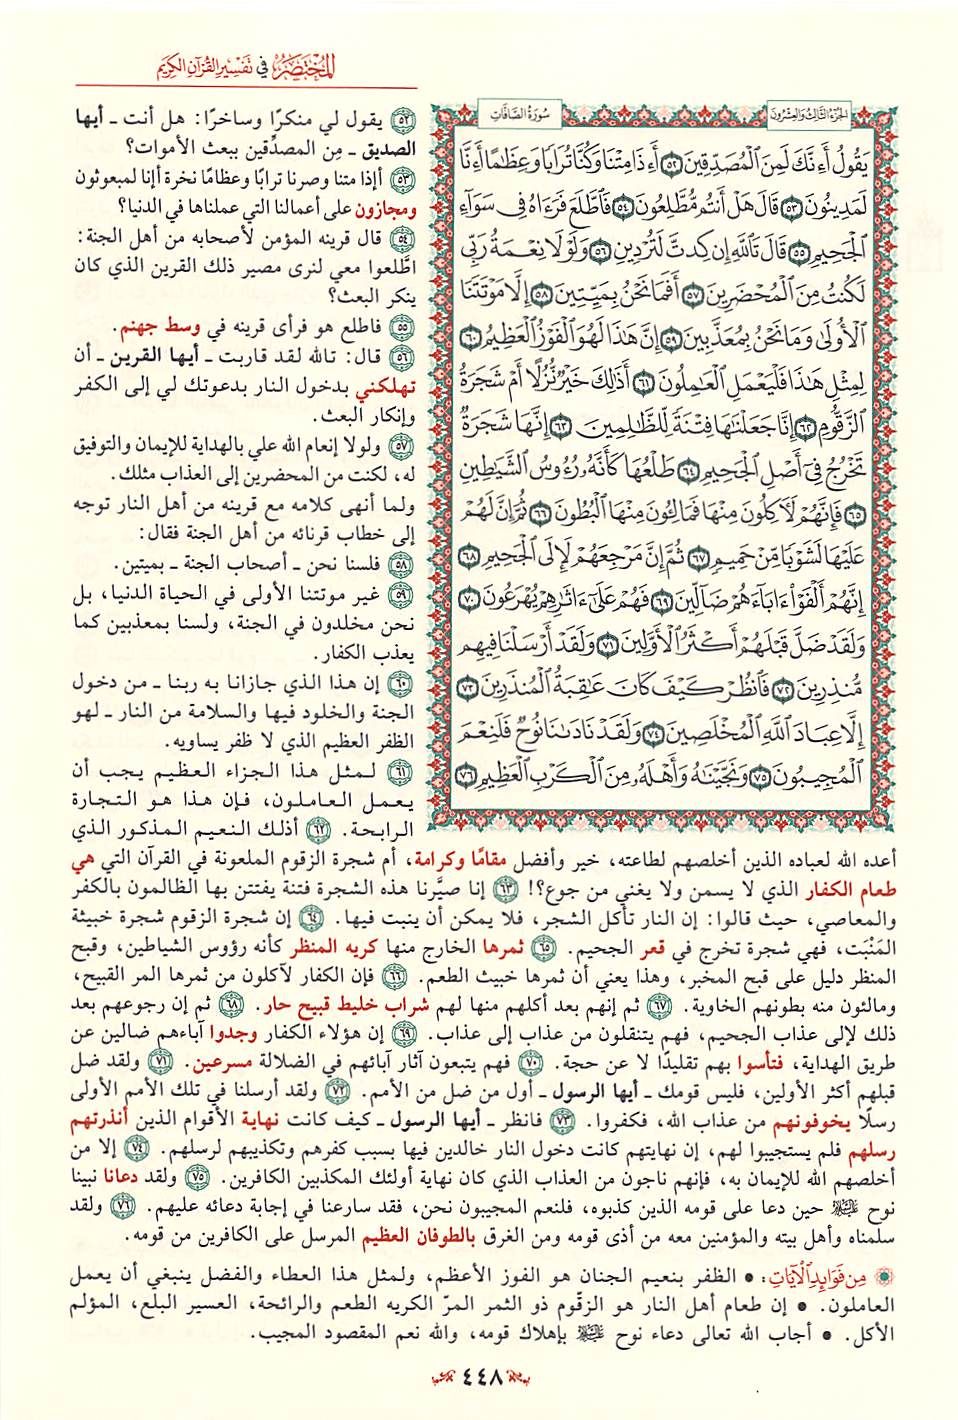 المُخْتَصَرُ في تَفْسِيرِ القُرْآنِ الكَرِيمِ
الجُزْءُ الثَّالِثُ وَالعِشْرُونَ
سُورَةُ الصَّافَّاتِ
يَقُولُ أَءِنَّكَ لَمِنَ ٱلْمُصَدِّقِينَ ٥٢ أَءِذَا مِتْنَا وَكُنَّا تُرَابًا وَعِظَٰمًا أَءِنَّا
لَمَدِينُونَ ٥٣ قَالَ هَلْ أَنتُم مُّطَّلِعُونَ ٥٤ فَٱطَّلَعَ فَرَءَاهُ فِى سَوَآءِ
ٱلْجَحِيمِ ٥٥ قَالَ تَٱللَّهِ إِن كِدتَّ لَتُرْدِينِ ٥٦ وَلَوْلَا نِعْمَةُ رَبِّى
لَكُنتُ مِنَ ٱلْمُحْضَرِينَ ٥٧ أَفَمَا نَحْنُ بِمَيِّتِينَ ٥٨ إِلَّا مَوْتَتَنَا
ٱلْأُولَىٰ وَمَا نَحْنُ بِمُعَذَّبِينَ ٥٩ إِنَّ هَٰذَا لَهُوَ ٱلْفَوْزُ ٱلْعَظِيمُ ٦٠
لِمِثْلِ هَٰذَا فَلْيَعْمَلِ ٱلْعَٰمِلُونَ ٦١ أَذَٰلِكَ خَيْرٌ نُّزُلًا أَمْ شَجَرَةُ
ٱلزَّقُّومِ ٦٢ إِنَّا جَعَلْنَٰهَا فِتْنَةً لِّلظَّٰلِمِينَ ٦٣ إِنَّهَا شَجَرَةٌ
تَخْرُجُ فِىٓ أَصْلِ ٱلْجَحِيمِ ٦٤ طَلْعُهَا كَأَنَّهُۥ رُءُوسُ ٱلشَّيَٰطِينِ
٦٥ فَإِنَّهُمْ لَءَاكِلُونَ مِنْهَا فَمَالِـُٔونَ مِنْهَا ٱلْبُطُونَ ٦٦ ثُمَّ إِنَّ لَهُمْ
عَلَيْهَا لَشَوْبًا مِّنْ حَمِيمٍ ٦٧ ثُمَّ إِنَّ مَرْجِعَهُمْ لَإِلَى ٱلْجَحِيمِ ٦٨
إِنَّهُمْ أَلْفَوْاْ ءَابَآءَهُمْ ضَآلِّينَ ٦٩ فَهُمْ عَلَىٰٓ ءَاثَٰرِهِمْ يُهْرَعُونَ ٧٠
وَلَقَدْ ضَلَّ قَبْلَهُمْ أَكْثَرُ ٱلْأَوَّلِينَ ٧١ وَلَقَدْ أَرْسَلْنَا فِيهِم
مُّنذِرِينَ ٧٢ فَٱنظُرْ كَيْفَ كَانَ عَٰقِبَةُ ٱلْمُنذَرِينَ ٧٣
إِلَّا عِبَادَ ٱللَّهِ ٱلْمُخْلَصِينَ ٧٤ وَلَقَدْ نَادَىٰنَا نُوحٌ فَلَنِعْمَ
ٱلْمُجِيبُونَ ٧٥ وَنَجَّيْنَٰهُ وَأَهْلَهُۥ مِنَ ٱلْكَرْبِ ٱلْعَظِيمِ ٧٦
٥٢ يقول لي منكرًا وساخرًا: هل أنت ـ أيها
الصديق ـ مِن المصدِّقين ببعث الأموات؟
٥٣ أإذا متنا وصرنا ترابًا وعظامًا نخرة أإنا لمبعوثون
ومجازون على أعمالنا التي عملناها في الدنيا؟
٥٤ قال قرينه المؤمن لأصحابه من أهل الجنة:
اطَّلعوا معي لنرى مصير ذلك القرين الذي كان
ينكر البعث؟
٥٥ فاطلع هو فرأى قرينه في وسط جهنم.
٥٦ قال: تالله لقد قاربت ـ أيها القرين ـ أن
تهلكني بدخول النار بدعوتك لي إلى الكفر
وإنكار البعث.
٥٧ ولولا إنعام الله علي بالهداية للإيمان والتوفيق
له، لكنت من المحضرين إلى العذاب مثلك.
ولما أنهى كلامه مع قرينه من أهل النار توجه
إلى خطاب قرنائه من أهل الجنة فقال:
٥٨ فلسنا نحن ـ أصحاب الجنة ـ بميتين.
٥٩ غير موتتنا الأولى في الحياة الدنيا، بل
نحن مخلدون في الجنة، ولسنا بمعذبين كما
يعذب الكفار.
٦٠ إن هذا الذي جازانا به ربنا ـ من دخول
الجنة والخلود فيها والسلامة من النار ـ لهو
الظفر العظيم الذي لا ظفر يساويه.
٦١ لمثل هذا الجزاء العظيم يجب أن
يعمل العاملون، فإن هذا هو التجارة
الرابحة. ٦٢ أذلك النعيم المذكور الذي
أعده الله لعباده الذين أخلصهم لطاعته، خير وأفضل مقامًا وكرامة، أم شجرة الزقوم الملعونة في القرآن التي هي
طعام الكفار الذي لا يسمن ولا يغني من جوع؟! ٦٣ إنا صيَّرنا هذه الشجرة فتنة يفتتن بها الظالمون بالكفر
والمعاصي، حيث قالوا: إن النار تأكل الشجر، فلا يمكن أن ينبت فيها. ٦٤ إن شجرة الزقوم شجرة خبيثة
المَنْبَت، فهي شجرة تخرج في قعر الجحيم. ٦٥ ثمرها الخارج منها كريه المنظر كأنه رؤوس الشياطين، وقبح
المنظر دليل على قبح المخبر، وهذا يعني أن ثمرها خبيث الطعم. ٦٦ فإن الكفار لآكلون من ثمرها المر القبيح،
ومالئون منه بطونهم الخاوية. ٦٧ ثم إنهم بعد أكلهم منها لهم شراب خليط قبيح حار. ٦٨ ثم إن رجوعهم بعد
ذلك لإلى عذاب الجحيم، فهم يتنقلون من عذاب إلى عذاب. ٦٩ إن هؤلاء الكفار وجدوا آباءهم ضالين عن
طريق الهداية، فتأسوا بهم تقليدًا لا عن حجة. ٧٠ فهم يتبعون آثار آبائهم في الضلالة مسرعين. ٧١ ولقد ضل
قبلهم أكثر الأولين، فليس قومك ـ أيها الرسول ـ أول من ضل من الأمم. ٧٢ ولقد أرسلنا في تلك الأمم الأولى
رسلًا يخوفونهم من عذاب الله، فكفروا. ٧٣ فانظر ـ أيها الرسول ـ كيف كانت نهاية الأقوام الذين أنذرتهم
رسلهم فلم يستجيبوا لهم، إن نهايتهم كانت دخول النار خالدين فيها بسبب كفرهم وتكذيبهم لرسلهم. ٧٤ إلا من
أخلصهم الله للإيمان به، فإنهم ناجون من العذاب الذي كان نهاية أولئك المكذبين الكافرين. ٧٥ ولقد دعانا نبينا
نوح عليه السلام حين دعا على قومه الذين كذبوه، فلنعم المجيبون نحن، فقد سارعنا في إجابة دعائه عليهم. ٧٦ ولقد
سلمناه وأهل بيته والمؤمنين معه من أذى قومه ومن الغرق بالطوفان العظيم المرسل على الكافرين من قومه.
مِن فَوَائِدِ الآيَاتِ: • الظفر بنعيم الجنان هو الفوز الأعظم، ولمثل هذا العطاء والفضل ينبغي أن يعمل
العاملون. • إن طعام أهل النار هو الزقّوم ذو الثمر المرّ الكريه الطعم والرائحة، العسير البلع، المؤلم
الأكل. • أجاب الله تعالى دعاء نوح عليه السلام بإهلاك قومه، والله نعم المقصود المجيب.
٤٤٨